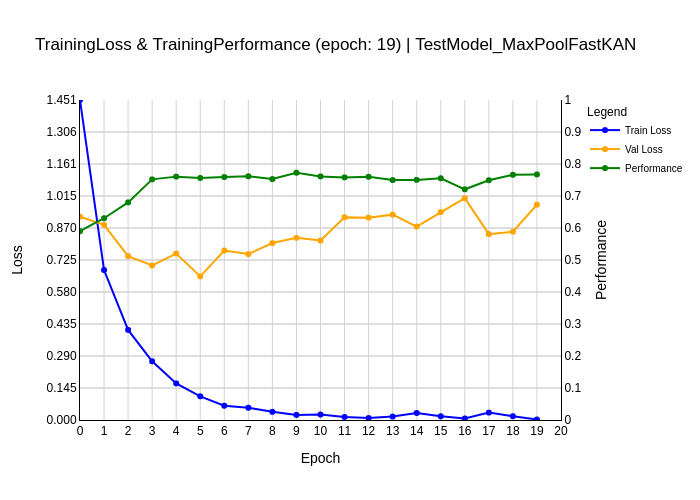 TrainingLoss & TrainingPerformance (epoch: 19) | TestModel_MaxPoolFastKAN
1.451
1.306
1.161
1.015
0.870
0.725
0.580
0.435
0.290
0.145
0.000
Loss
1
0.9
0.8
0.7
0.6
0.5
0.4
0.3
0.2
0.1
0
Performance
Legend
Train Loss
Val Loss
Performance
0 1 2 3 4 5 6 7 8 9 10 11 12 13 14 15 16 17 18 19 20
Epoch